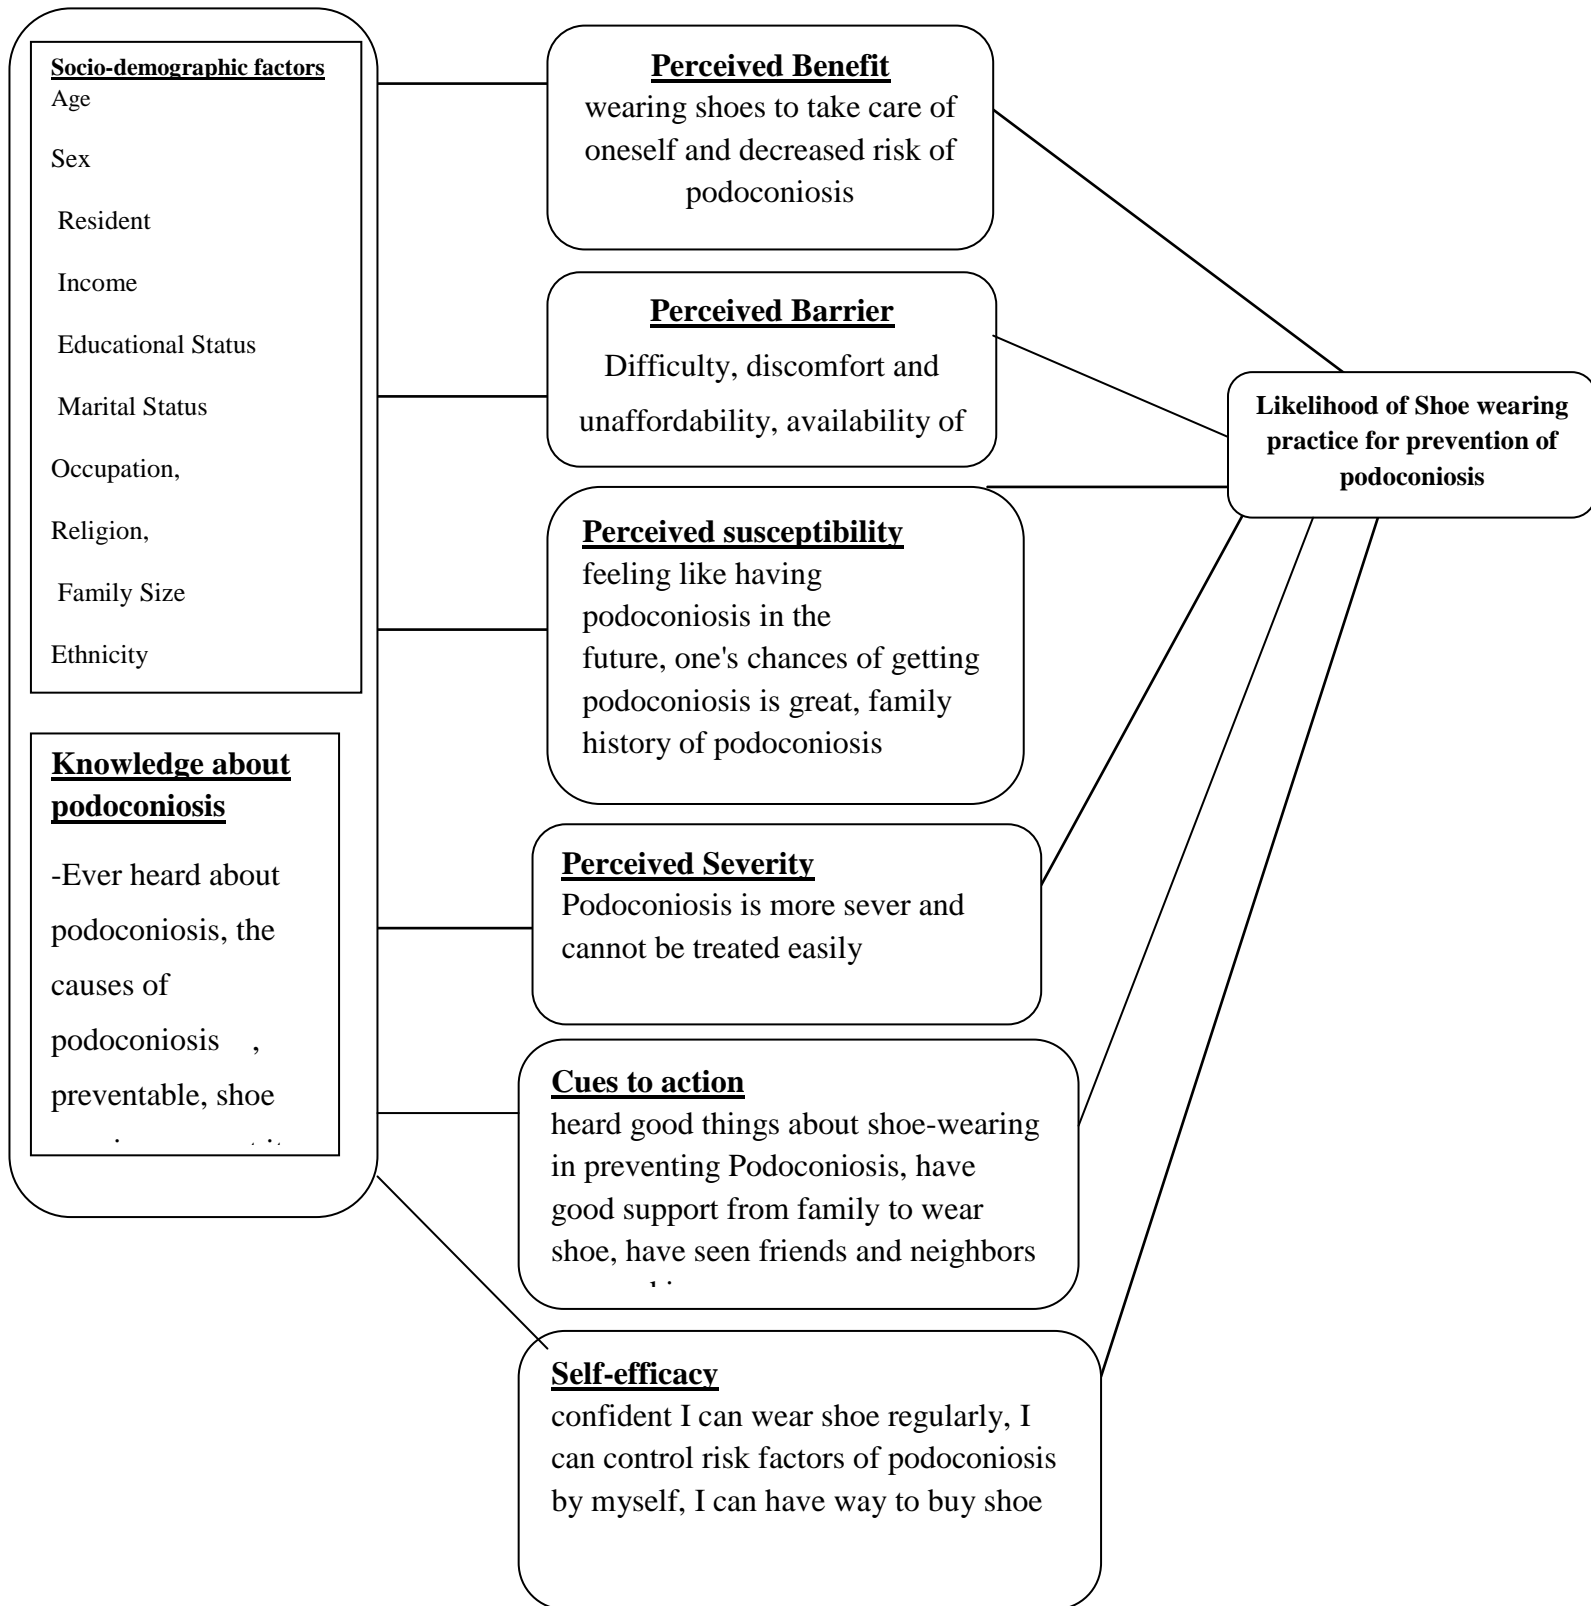 Socio-demographic factors
Age
Sex
Resident
Income
Educational Status
Marital Status
Occupation,
Religion,
Family Size
Ethnicity
Knowledge about
podoconiosis
-Ever heard about
podoconiosis, the
causes of
podoconiosis ,
preventable, shoe
Perceived Benefit
wearing shoes to take care of
oneself and decreased risk of
podoconiosis
Perceived Barrier
Difficulty, discomfort and
unaffordability, availability of
Perceived susceptibility
feeling like having
podoconiosis in the
future, one's chances of getting
podoconiosis is great, family
history of podoconiosis
Perceived Severity
Podoconiosis is more sever and
cannot be treated easily
Cues to action
heard good things about shoe-wearing
in preventing Podoconiosis, have
good support from family to wear
shoe, have seen friends and neighbors
Self-efficacy
confident I can wear shoe regularly, I
can control risk factors of podoconiosis
by myself, I can have way to buy shoe
Likelihood of Shoe wearing
practice for prevention of
podoconiosis